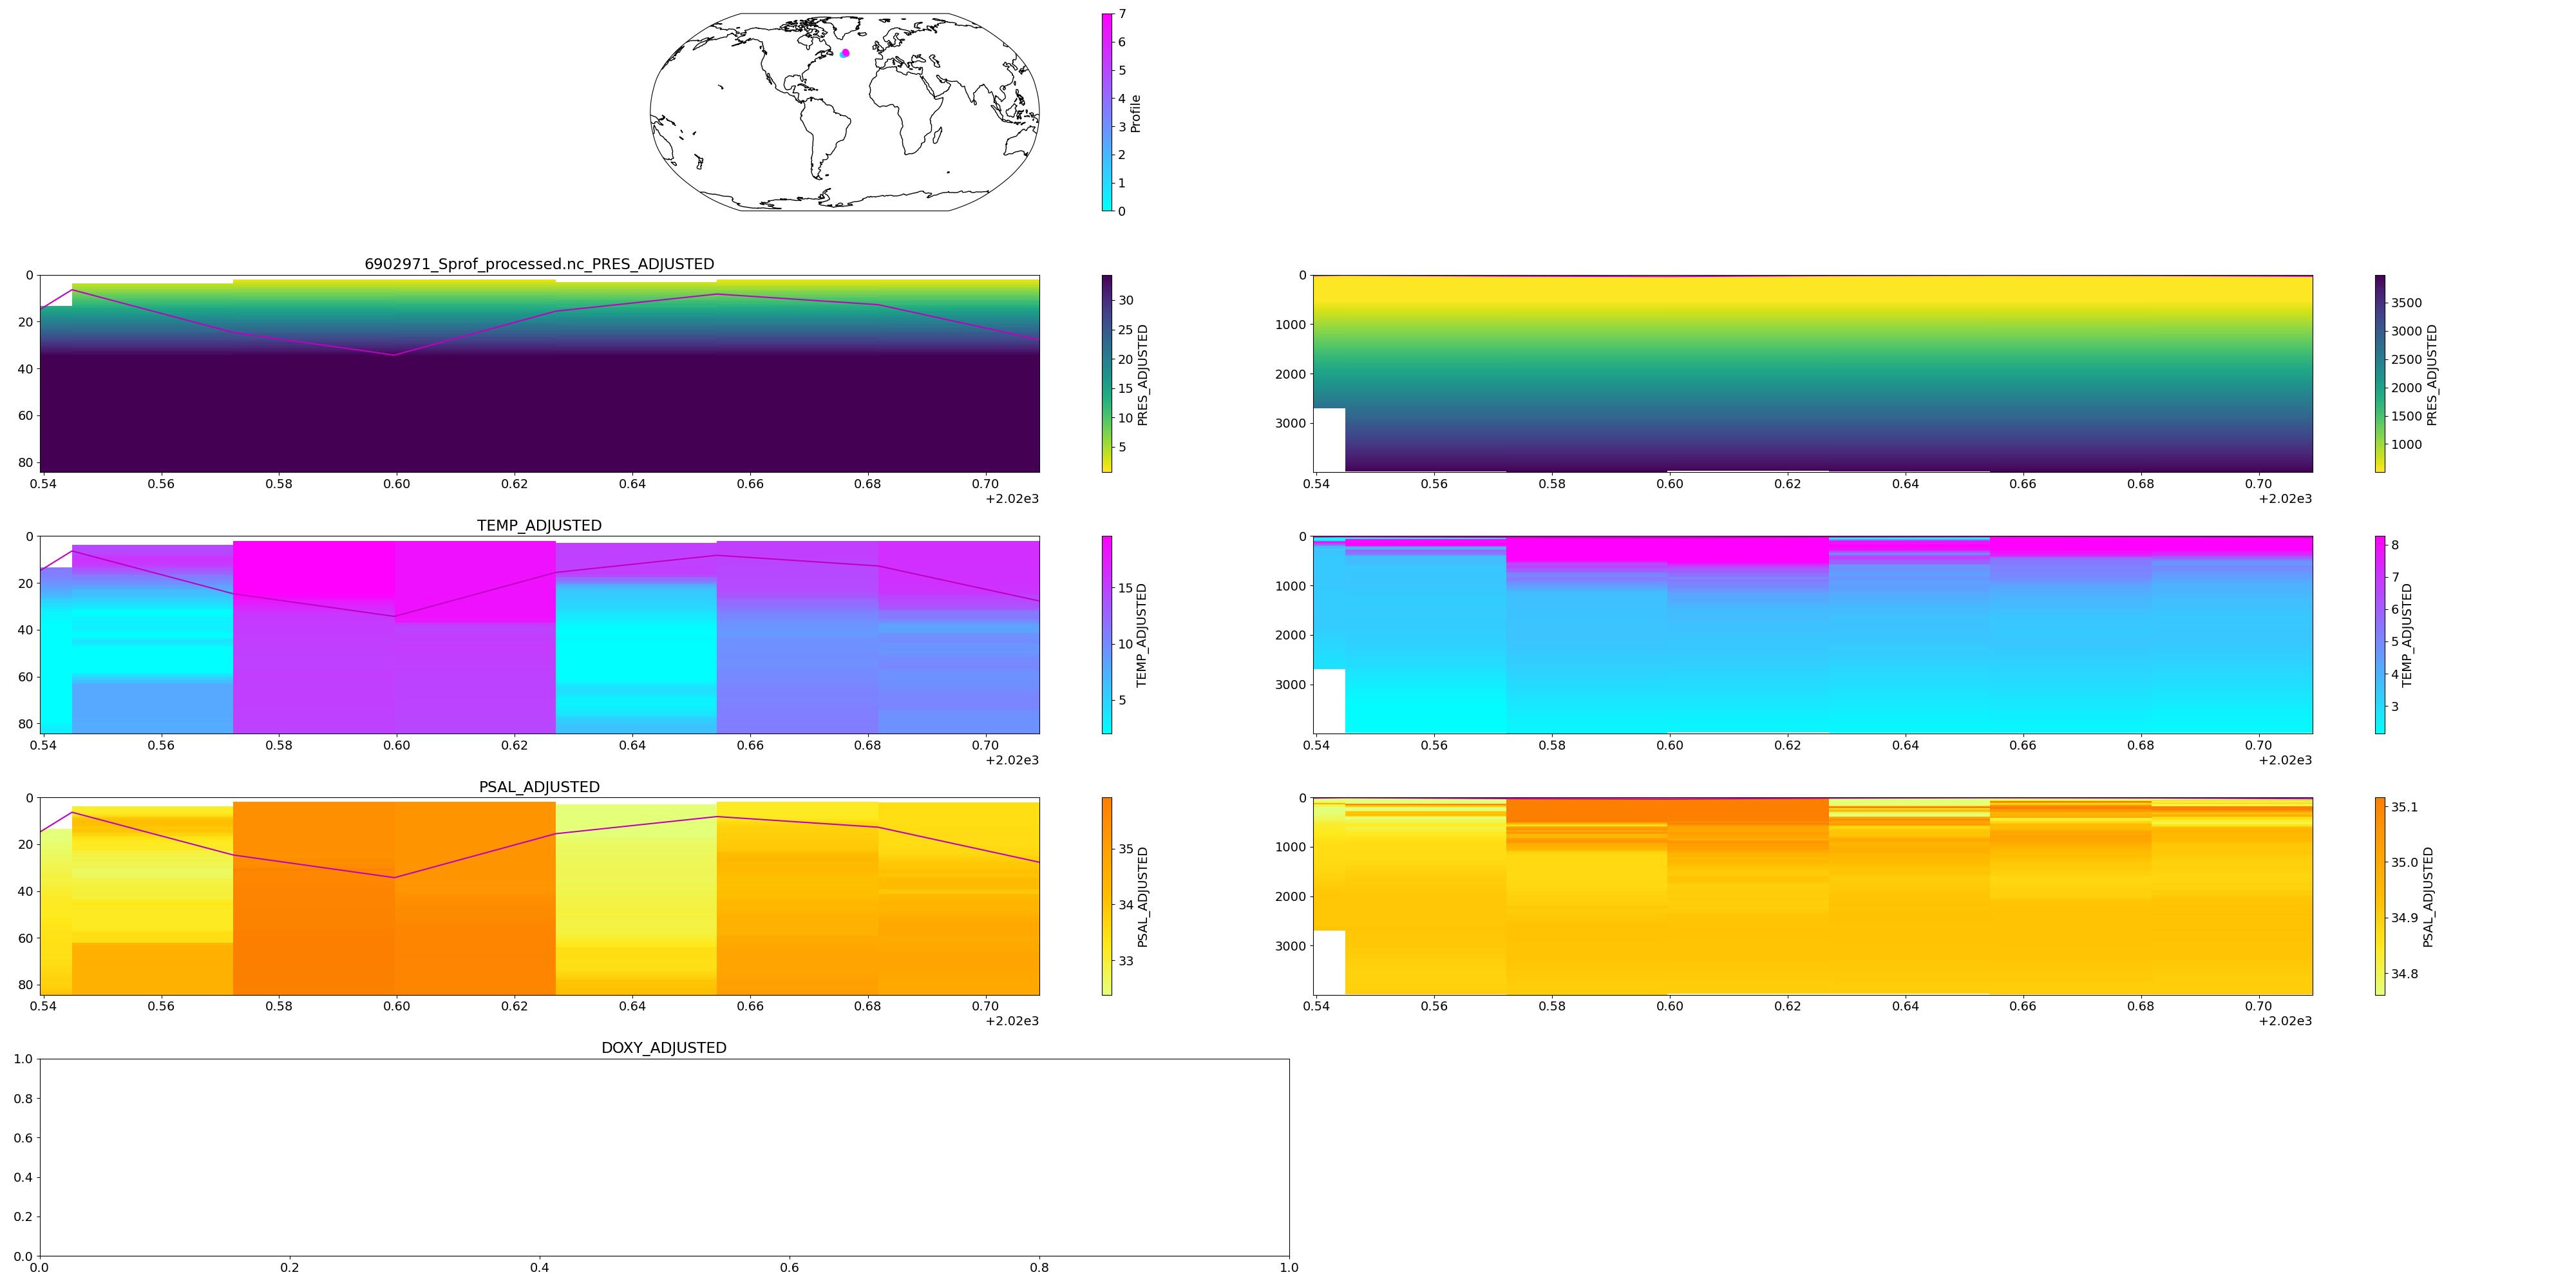 7
6
5
4
3
2
1
0
Profile
6902971_Sprof_processed.nc_PRES_ADJUSTED
0
20
40
60
80
0.54 0.56 0.58 0.60 0.62 0.64 0.66 0.68 0.70
+2.02e3
30
25
20
15
10
5
PRES_ADJUSTED
0
1000
2000
3000
0.54 0.56 0.58 0.60 0.62 0.64 0.66 0.68 0.70
+2.02e3
3500
3000
2500
2000
1500
1000
PRES_ADJUSTED
TEMP_ADJUSTED
0
20
40
60
80
0.54 0.56 0.58 0.60 0.62 0.64 0.66 0.68 0.70
+2.02e3
15
10
5
TEMP_ADJUSTED
0
1000
2000
3000
0.54 0.56 0.58 0.60 0.62 0.64 0.66 0.68 0.70
+2.02e3
8
7
6
5
4
3
TEMP_ADJUSTED
PSAL_ADJUSTED
0
20
40
60
80
0.54 0.56 0.58 0.60 0.62 0.64 0.66 0.68 0.70
+2.02e3
35
34
33
PSAL_ADJUSTED
0
1000
2000
3000
0.54 0.56 0.58 0.60 0.62 0.64 0.66 0.68 0.70
+2.02e3
35.1
35.0
34.9
34.8
PSAL_ADJUSTED
DOXY_ADJUSTED
1.0
0.8
0.6
0.4
0.2
0.0
0.0 0.2 0.4 0.6 0.8 1.0